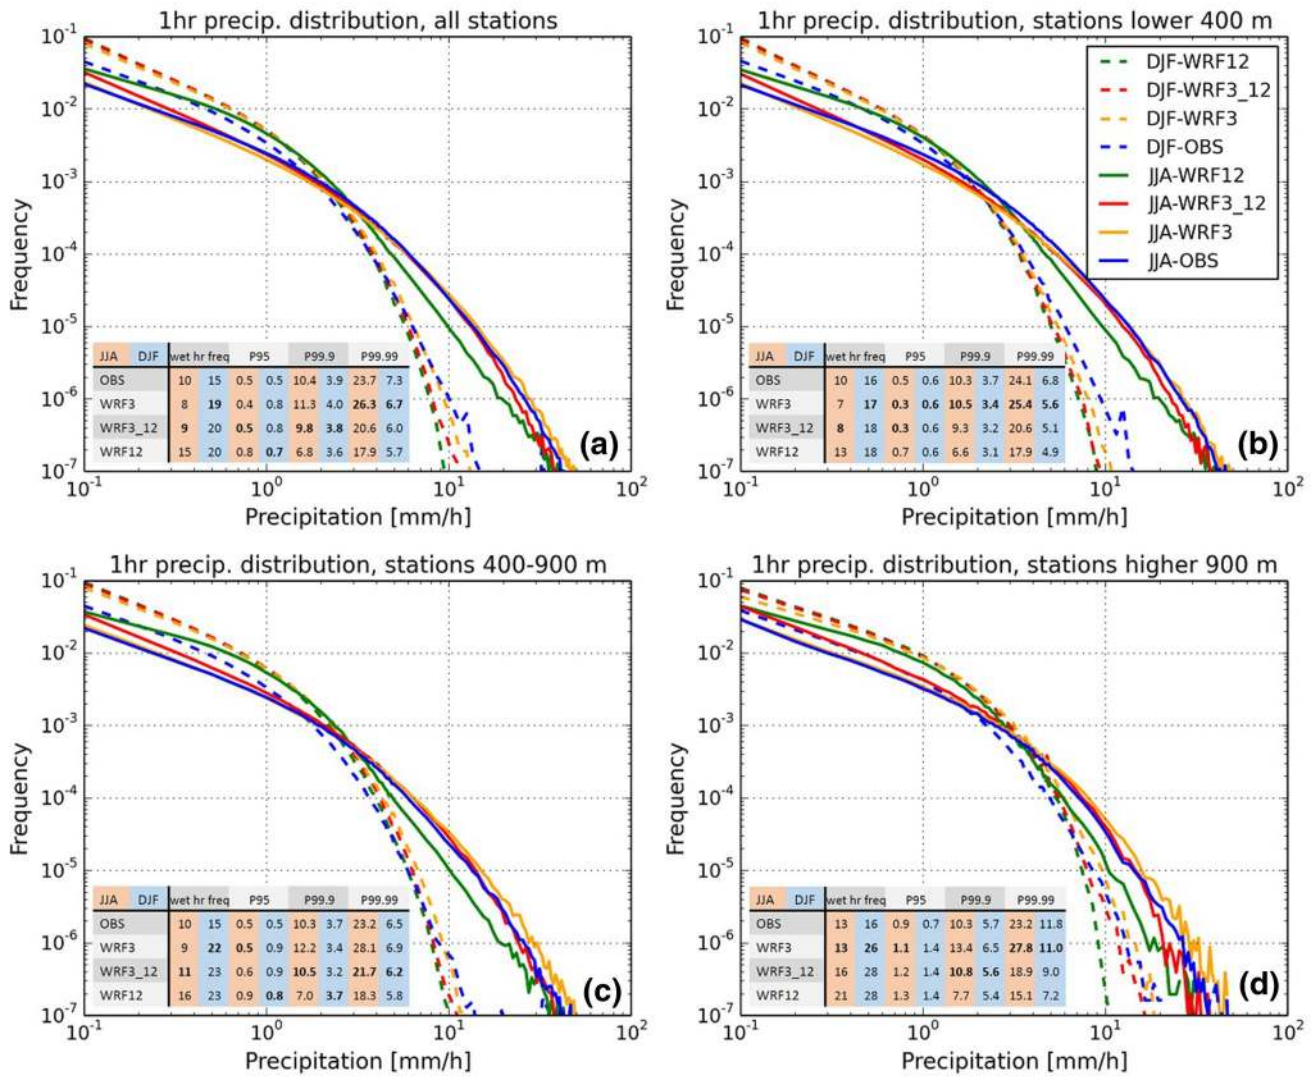 1hr precip. distribution, all stations
10^-1
10^-2
10^-3
10^-4
10^-5
10^-6
10^-7
Frequency
JJA DJF wet hr freq P95 P99.9 P99.99
OBS 10 15 0.5 0.5 10.4 3.9 23.7 7.3
WRF3 8 19 0.4 0.8 11.3 4.0 26.3 6.7
WRF3_12 9 20 0.5 0.8 9.8 3.8 20.6 6.0
WRF12 15 20 0.8 0.7 6.8 3.6 17.9 5.7
(a)
10^-1 10^0 10^1 10^2
Precipitation [mm/h]
1hr precip. distribution, stations lower 400 m
10^-1
10^-2
10^-3
10^-4
10^-5
10^-6
10^-7
Frequency
DJF-WRF12
DJF-WRF3_12
DJF-WRF3
DJF-OBS
JJA-WRF12
JJA-WRF3_12
JJA-WRF3
JJA-OBS
JJA DJF wet hr freq P95 P99.9 P99.99
OBS 10 16 0.5 0.6 10.3 3.7 24.1 6.8
WRF3 7 17 0.3 0.6 10.5 3.4 25.4 5.6
WRF3_12 8 18 0.3 0.6 9.3 3.2 20.6 5.1
WRF12 13 18 0.7 0.6 6.6 3.1 17.9 4.9
(b)
10^-1 10^0 10^1 10^2
Precipitation [mm/h]
1hr precip. distribution, stations 400-900 m
10^-1
10^-2
10^-3
10^-4
10^-5
10^-6
10^-7
Frequency
JJA DJF wet hr freq P95 P99.9 P99.99
OBS 10 15 0.5 0.5 10.3 3.7 23.2 6.5
WRF3 9 22 0.5 0.9 12.2 3.4 28.1 6.9
WRF3_12 11 23 0.6 0.9 10.5 3.2 21.7 6.2
WRF12 16 23 0.9 0.8 7.0 3.7 18.3 5.8
(c)
10^-1 10^0 10^1 10^2
Precipitation [mm/h]
1hr precip. distribution, stations higher 900 m
10^-1
10^-2
10^-3
10^-4
10^-5
10^-6
10^-7
Frequency
JJA DJF wet hr freq P95 P99.9 P99.99
OBS 13 16 0.9 0.7 10.3 5.7 23.2 11.8
WRF3 13 26 1.1 1.4 13.4 6.5 27.8 11.0
WRF3_12 16 28 1.2 1.4 10.8 5.6 18.9 9.0
WRF12 21 28 1.3 1.4 7.7 5.4 15.1 7.2
(d)
10^-1 10^0 10^1 10^2
Precipitation [mm/h]